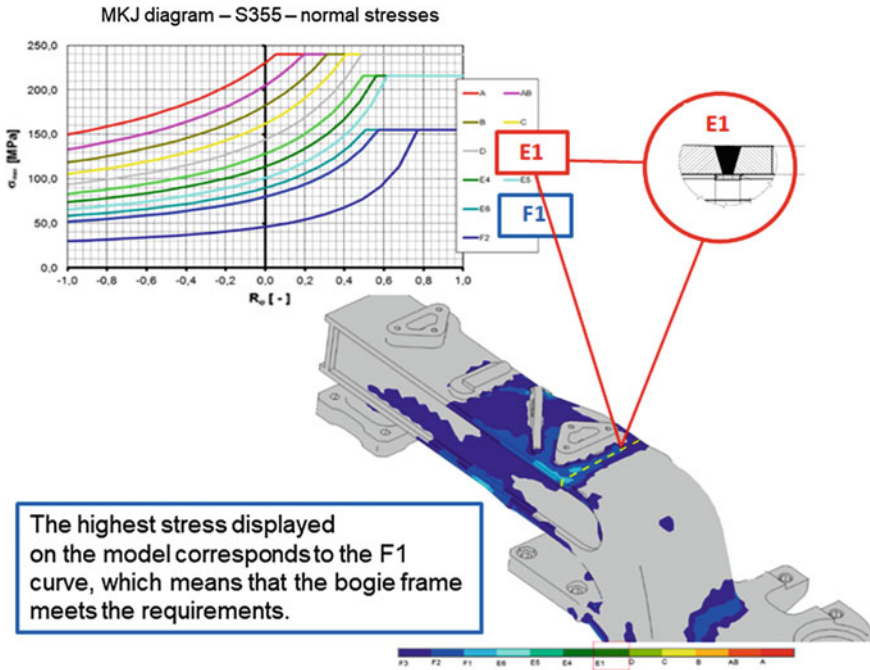 MKJ diagram – S355 – normal stresses
250,0
200,0
150,0
100,0
50,0
0,0
σmax [MPa]
-1,0 -0,8 -0,6 -0,4 -0,2 0,0 0,2 0,4 0,6 0,8 1,0
Rσ [ - ]
A AB
B C
D
E4 E5
E6
F2
E1
F1
E1
The highest stress displayed
on the model corresponds to the F1
curve, which means that the bogie frame
meets the requirements.
F3 F2 F1 E6 E5 E4 E1 D C B AB A